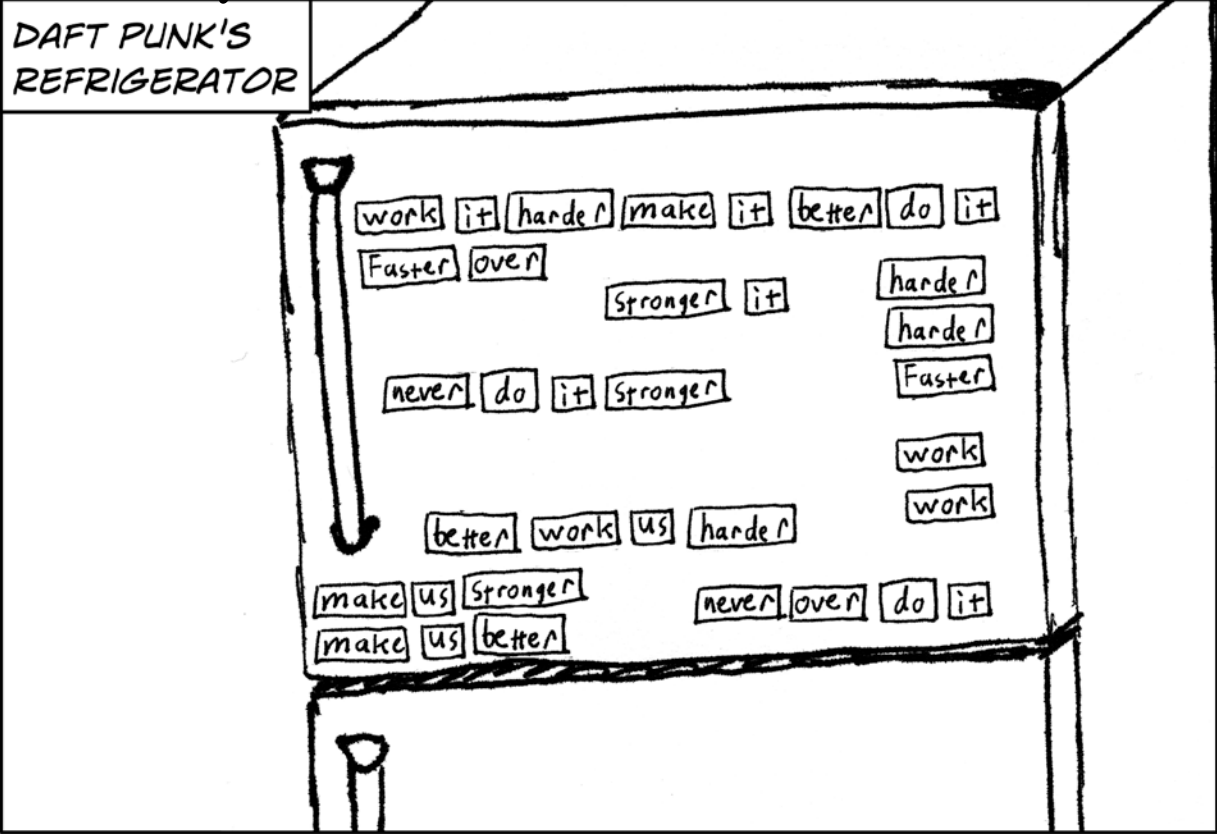 DAFT PUNK'S
REFRIGERATOR
work it harder make it better do it
Faster over
stronger it
harder
harder
Faster
never do it stronger
work
work
better work us harder
make us stronger
never over do it
make us better